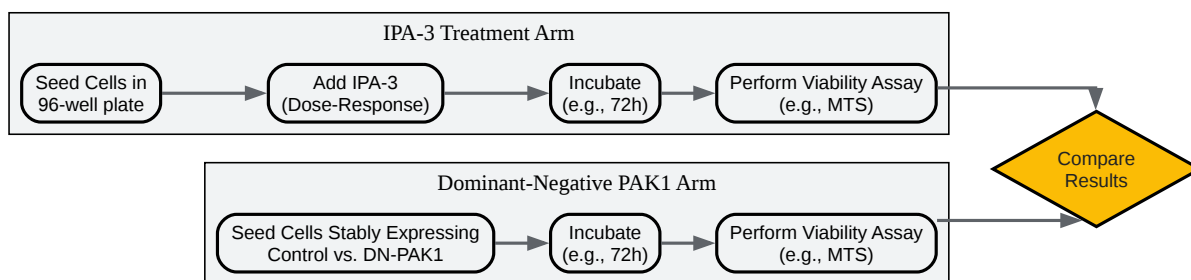 IPA-3 Treatment Arm
Seed Cells in
96-well plate
Add IPA-3
(Dose-Response)
Incubate
(e.g., 72h)
Perform Viability Assay
(e.g., MTS)
Compare
Results
Dominant-Negative PAK1 Arm
Seed Cells Stably Expressing
Control vs. DN-PAK1
Incubate
(e.g., 72h)
Perform Viability Assay
(e.g., MTS)